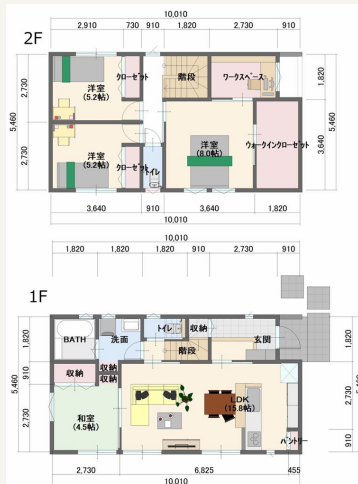 10,010
2,910 730 910 1,820 2,730 910
2F
洋室
(5.2帖)
クローゼット
階段
ワークスペース
洋室
(5.2帖)
クローゼット
トイレ
洋室
(8.0帖)
ウォークインクローゼット
2,730
5,460
2,730
1,820
5,460
3,640
3,640 910 3,640 1,820
10,010
10,010
1,820 1,820 1,820 910 2,730 910
1F
BATH
洗面
トイレ
収納
玄関
階段
収納
収納
収納
和室
(4.5帖)
LDK
(15.8帖)
パントリー
1,820
5,460
2,730
910
1,820
5,460
2,730
910
2,730 6,825 455
10,010